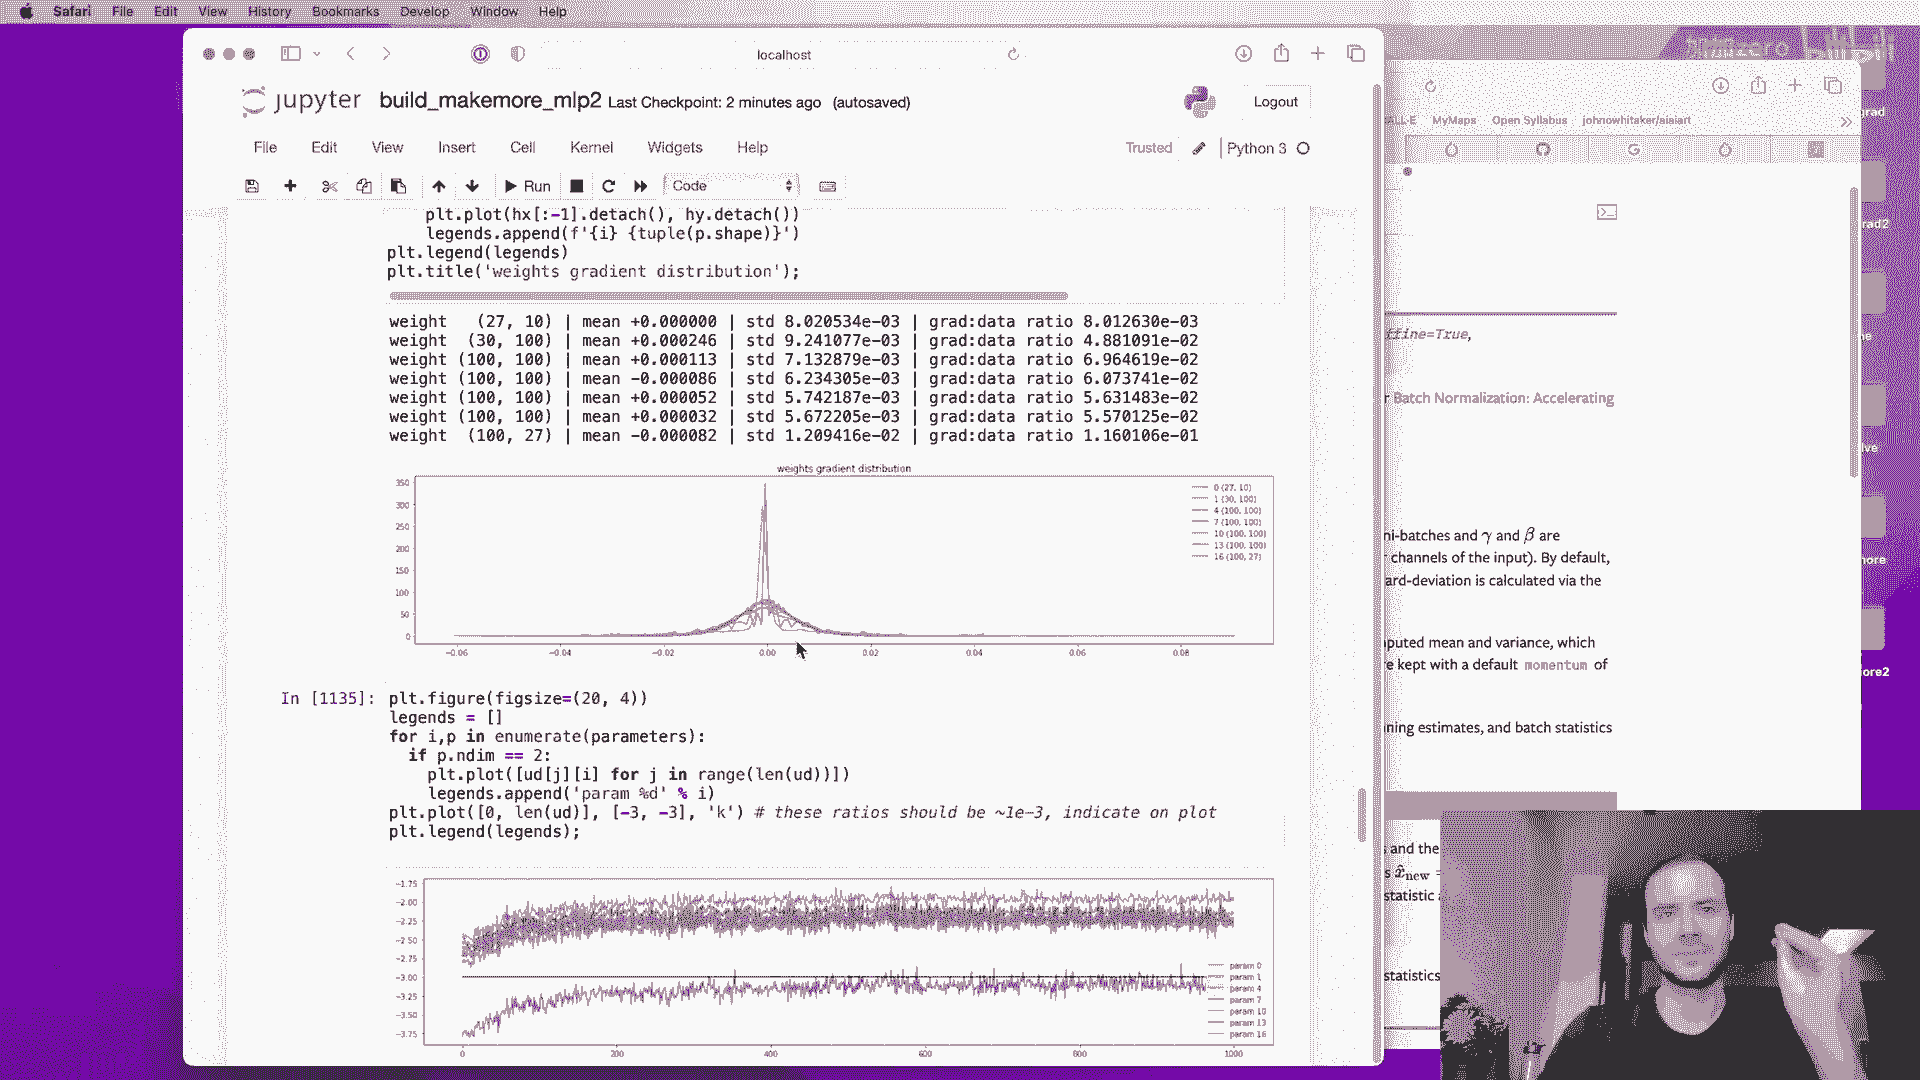 Safari File Edit View History Bookmarks Develop Window Help
localhost
jupyter build_makemore_mlp2 Last Checkpoint: 2 minutes ago (autosaved)
Logout
File Edit View Insert Cell Kernel Widgets Help
Trusted
Python 3
Run
Code
plt.plot(hx[:-1].detach(), hy.detach())
legends.append(f'{i} {tuple(p.shape)}')
plt.legend(legends)
plt.title('weights gradient distribution');
weight (27, 10) | mean +0.000000 | std 8.020534e-03 | grad:data ratio 8.012630e-03
weight (30, 100) | mean +0.000246 | std 9.241077e-03 | grad:data ratio 4.881091e-02
weight (100, 100) | mean +0.000113 | std 7.132879e-03 | grad:data ratio 6.964619e-02
weight (100, 100) | mean -0.000086 | std 6.234305e-03 | grad:data ratio 6.073741e-02
weight (100, 100) | mean +0.000052 | std 5.742187e-03 | grad:data ratio 5.631483e-02
weight (100, 100) | mean +0.000032 | std 5.672205e-03 | grad:data ratio 5.570125e-02
weight (100, 27) | mean -0.000082 | std 1.209416e-02 | grad:data ratio 1.160106e-01
weights gradient distribution
350
300
250
200
150
100
50
0
-0.06 -0.04 -0.02 0.00 0.02 0.04 0.06 0.08
0 (27, 10)
1 (30, 100)
4 (100, 100)
7 (100, 100)
10 (100, 100)
13 (100, 100)
16 (100, 27)
In [1135]: plt.figure(figsize=(20, 4))
legends = []
for i,p in enumerate(parameters):
if p.ndim == 2:
plt.plot([ud[j][i] for j in range(len(ud))])
legends.append('param %d' % i)
plt.plot([0, len(ud)], [-3, -3], 'k') # these ratios should be ~1e-3, indicate on plot
plt.legend(legends);
-1.75
-2.00
-2.25
-2.50
-2.75
-3.00
-3.25
-3.50
-3.75
0 200 400 600 800 1000
param 0
param 1
param 4
param 7
param 10
param 13
param 16
MyMaps Open Syllabus johnowhitaker/aiaiart
ffine=True,
r Batch Normalization: Accelerating
ni-batches and γ and β are
channels of the input). By default,
ard-deviation is calculated via the
puted mean and variance, which
e kept with a default momentum of
ning estimates, and batch statistics
and the
s x̂new =
statistic
statistics
rad
rad2
ne
ive
nore
ore2